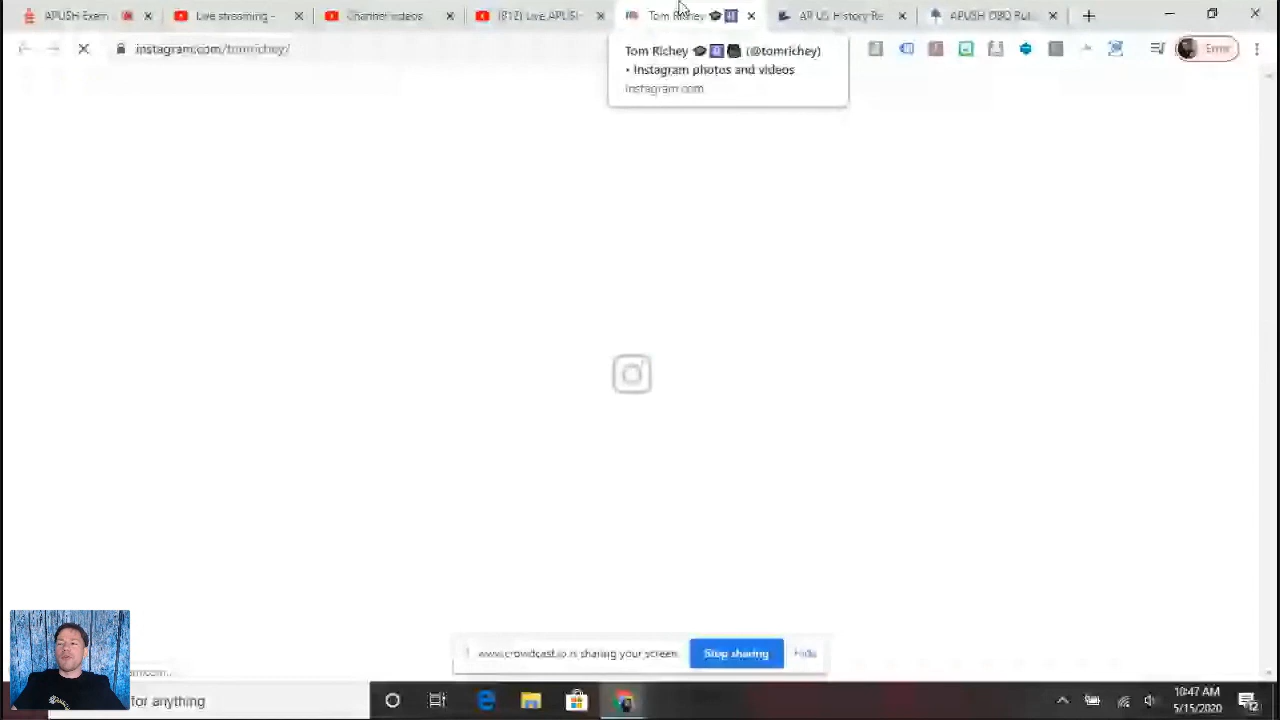 APUSH Exam
Live streaming -
Channel videos
(812) Live APUSH
Tom Richey
AP US History Re
APUSH DBQ Rul
instagram.com/tomrichey/
Error
Tom Richey (@tomrichey)
• Instagram photos and videos
instagram.com
www.crowdcast.io is sharing your screen.
Stop sharing
Hide
for anything
10:47 AM
5/15/2020